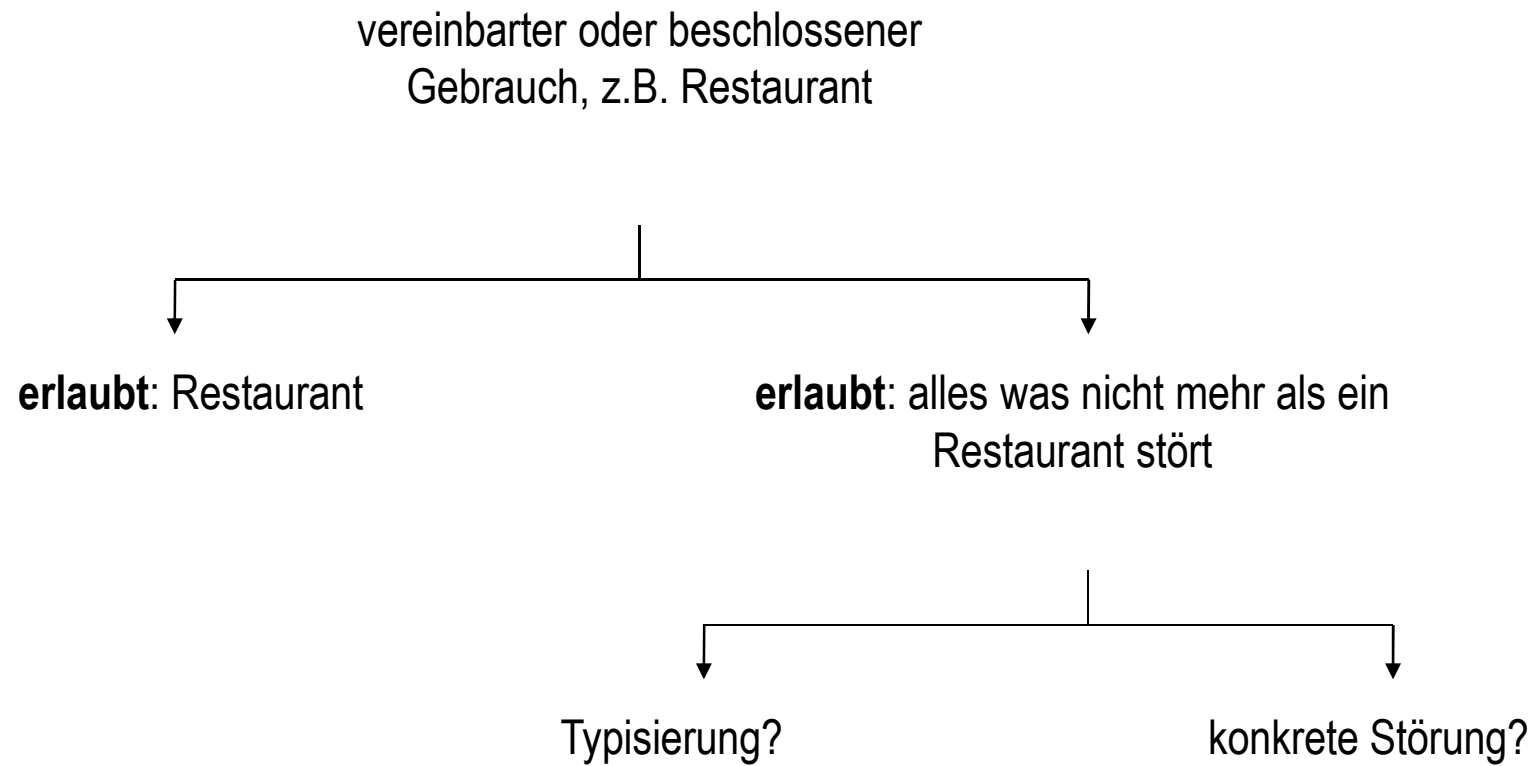 vereinbarter oder beschlossener
Gebrauch, z.B. Restaurant
erlaubt: Restaurant
erlaubt: alles was nicht mehr als ein
Restaurant stört
Typisierung?
konkrete Störung?